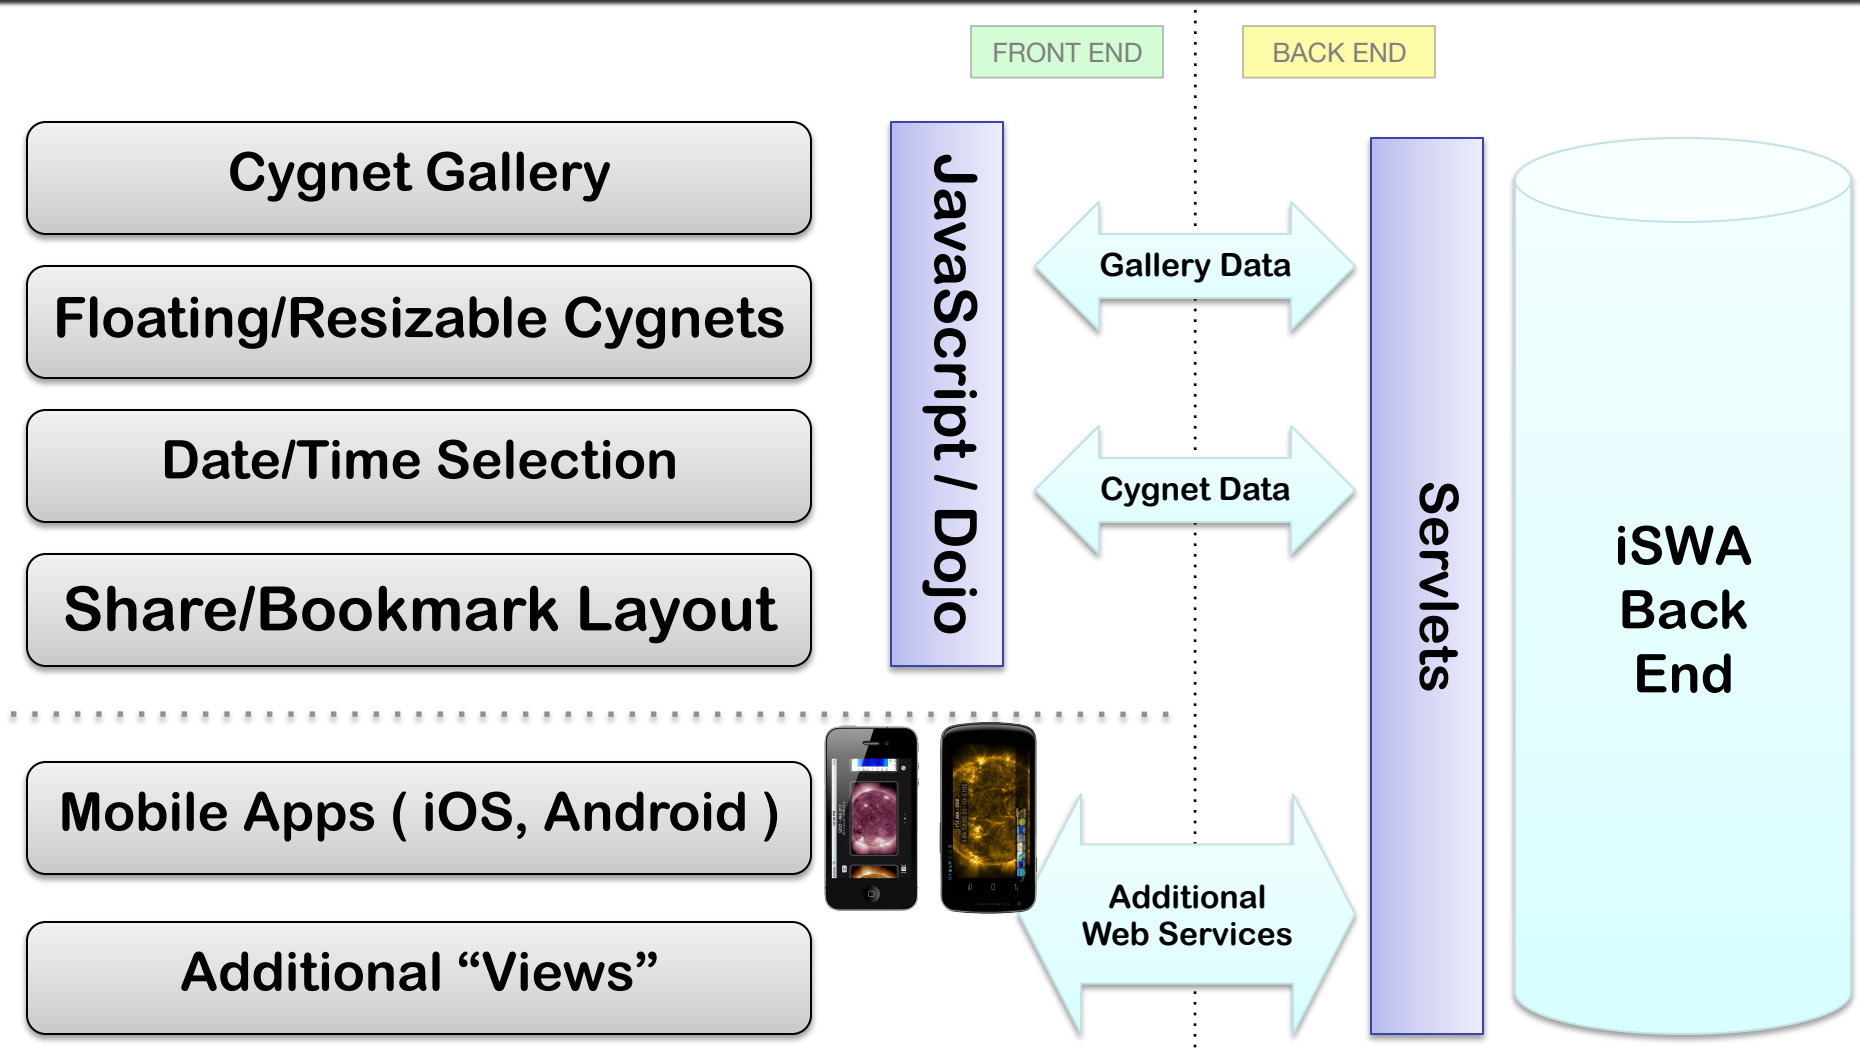 FRONT END
BACK END
Cygnet Gallery
Floating/Resizable Cygnets
Date/Time Selection
Share/Bookmark Layout
JavaScript / Dojo
Gallery Data
Cygnet Data
Servlets
iSWA
Back
End
Mobile Apps ( iOS, Android )
Additional “Views”
Additional
Web Services